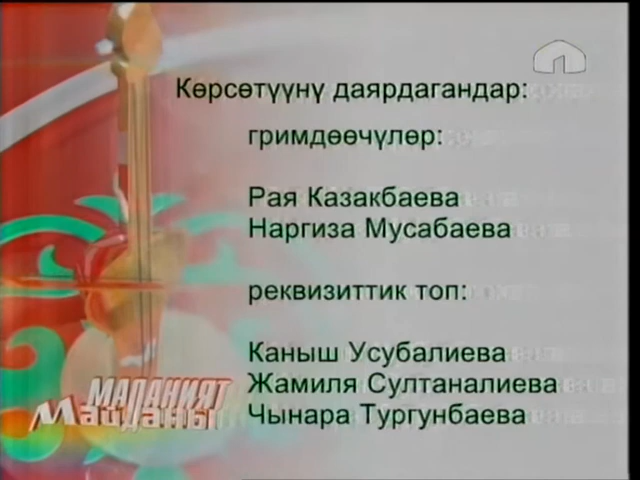 Көрсөтүүнү даярдагандар:
гримдөөчүлөр:
Рая Казакбаева
Наргиза Мусабаева
реквизиттик топ:
Каныш Усубалиева
Жамиля Султаналиева
Чынара Тургунбаева
МАДАНИЯТ
Майданы